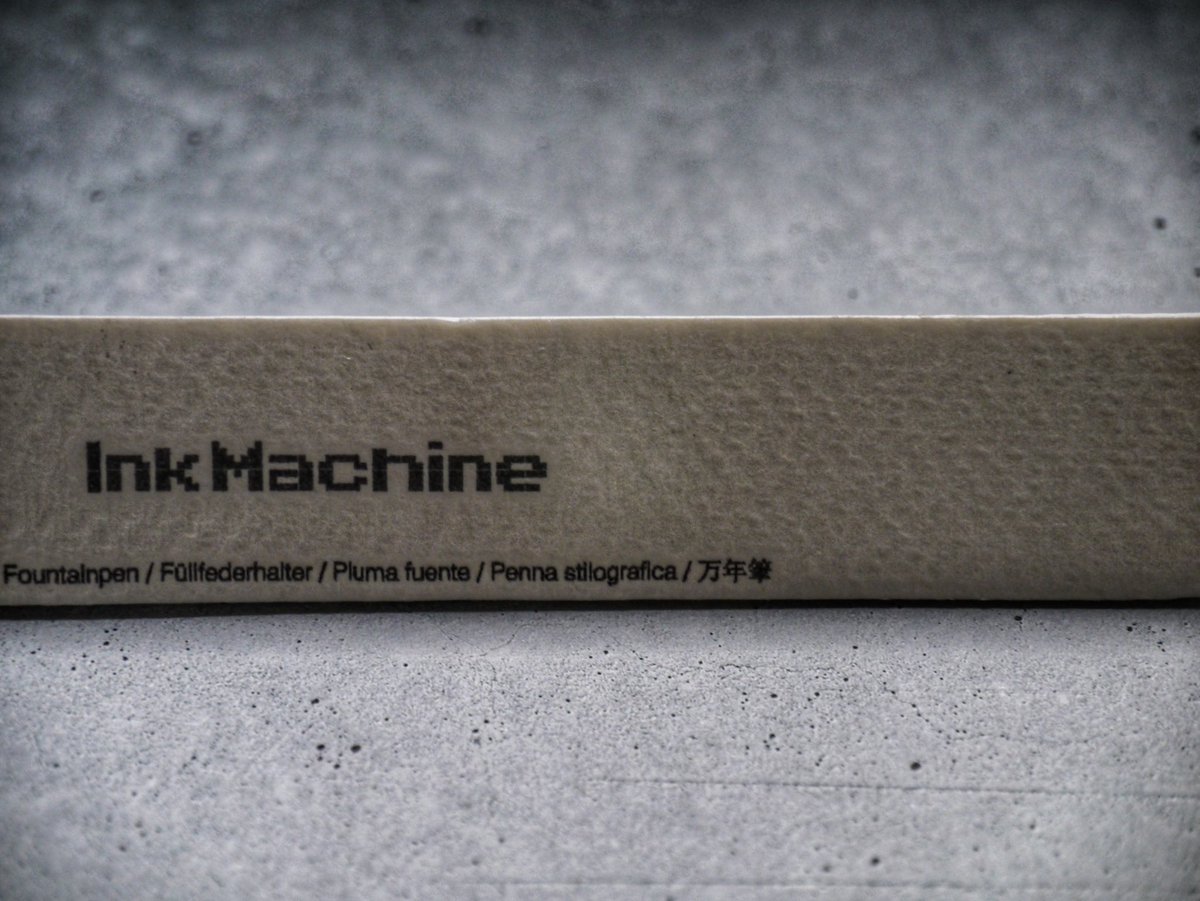 Ink Machine
Fountainpen / Füllfederhalter / Pluma fuente / Penna stilografica / 万年筆